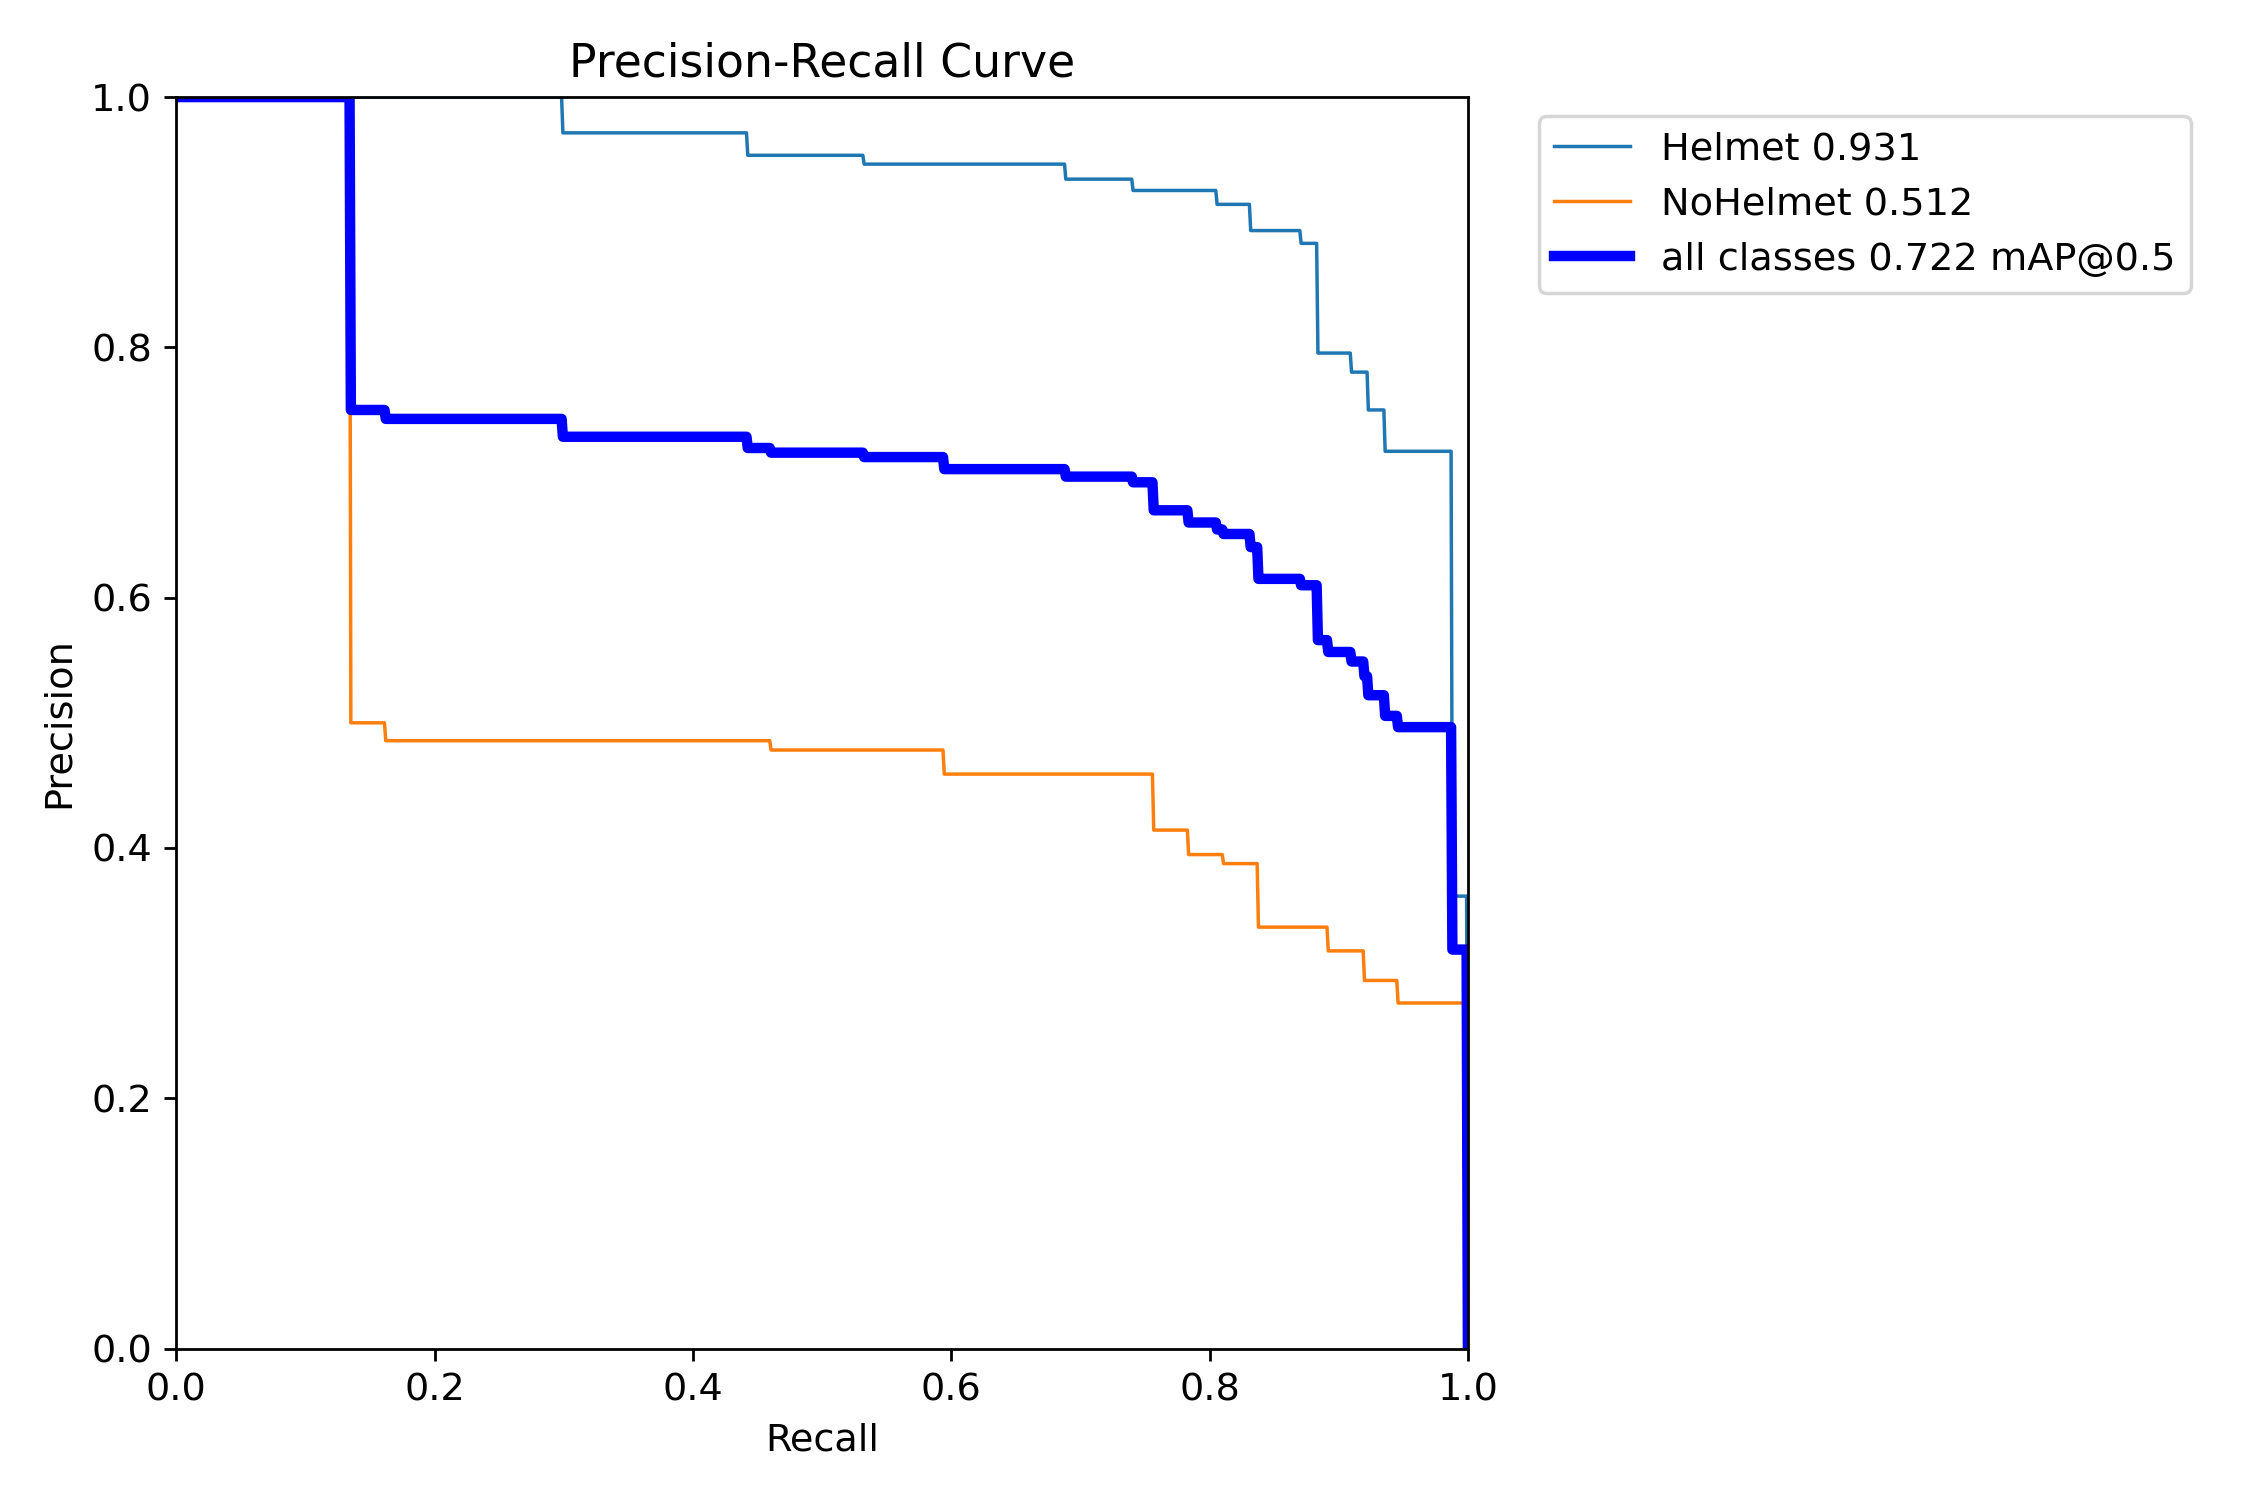 Precision-Recall Curve
1.0
0.8
0.6
0.4
0.2
0.0
Precision
0.0 0.2 0.4 0.6 0.8 1.0
Recall
Helmet 0.931
NoHelmet 0.512
all classes 0.722 mAP@0.5